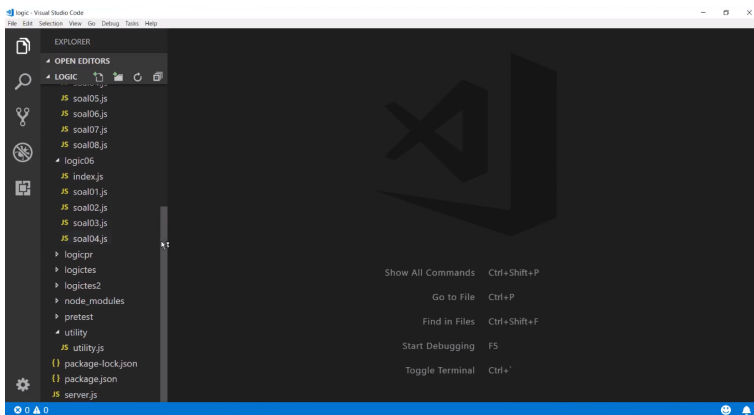 logic - Visual Studio Code
File Edit Selection View Go Debug Tasks Help
EXPLORER
OPEN EDITORS
LOGIC
JS soal05.js
JS soal06.js
JS soal07.js
JS soal08.js
logic06
JS index.js
JS soal01.js
JS soal02.js
JS soal03.js
JS soal04.js
logicpr
logictes
logictes2
node_modules
pretest
utility
JS utility.js
{} package-lock.json
{} package.json
JS server.js
Show All Commands Ctrl+Shift+P
Go to File Ctrl+P
Find in Files Ctrl+Shift+F
Start Debugging F5
Toggle Terminal Ctrl+`
0 0